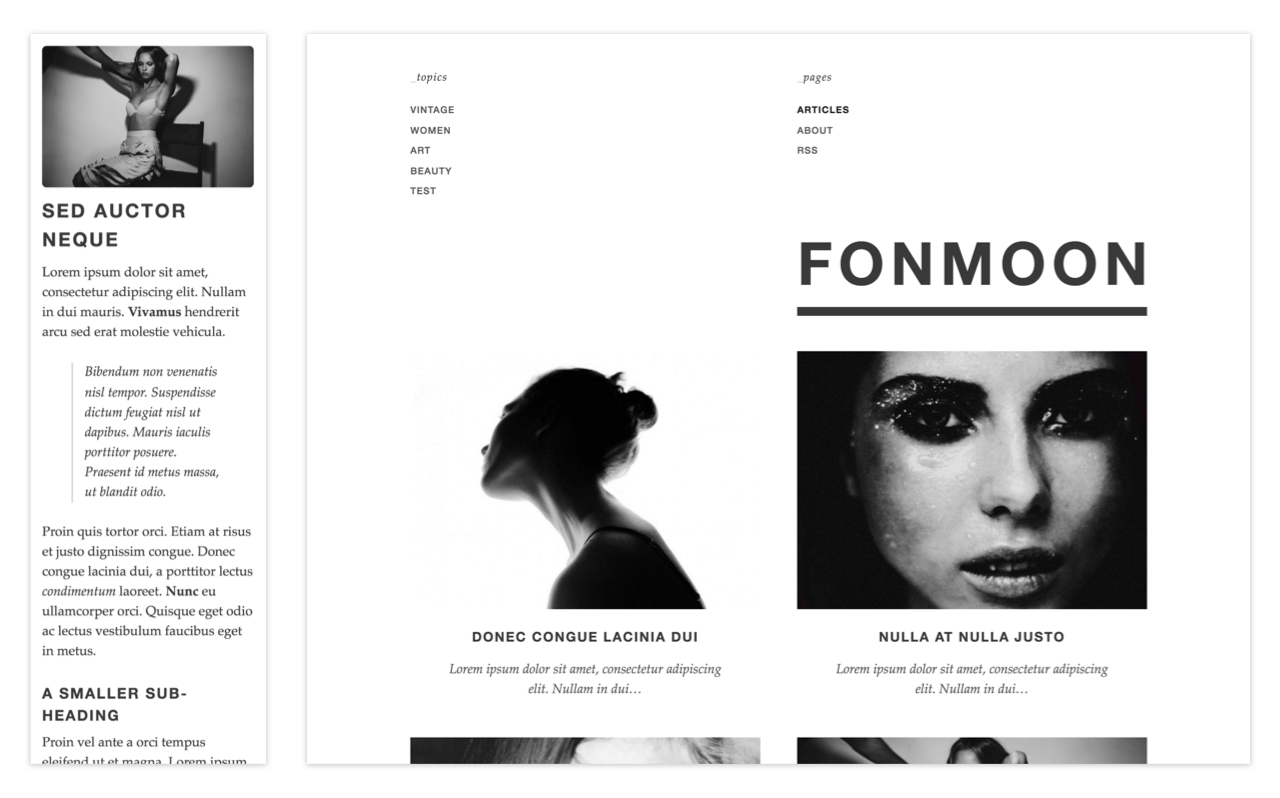 SED AUCTOR
NEQUE
Lorem ipsum dolor sit amet,
consectetur adipiscing elit. Nullam
in dui mauris. Vivamus hendrerit
arcu sed erat molestie vehicula.
Bibendum non venenatis
nisl tempor. Suspendisse
dictum feugiat nisl ut
dapibus. Mauris iaculis
porttitor posuere.
Praesent id metus massa,
ut blandit odio.
Proin quis tortor orci. Etiam at risus
et justo dignissim congue. Donec
congue lacinia dui, a porttitor lectus
condimentum laoreet. Nunc eu
ullamcorper orci. Quisque eget odio
ac lectus vestibulum faucibus eget
in metus.
A SMALLER SUB-
HEADING
Proin vel ante a orci tempus
eleifend ut et magna. Lorem ipsum
_topics
VINTAGE
WOMEN
ART
BEAUTY
TEST
_pages
ARTICLES
ABOUT
RSS
FONMOON
DONEC CONGUE LACINIA DUI
Lorem ipsum dolor sit amet, consectetur adipiscing
elit. Nullam in dui…
NULLA AT NULLA JUSTO
Lorem ipsum dolor sit amet, consectetur adipiscing
elit. Nullam in dui…